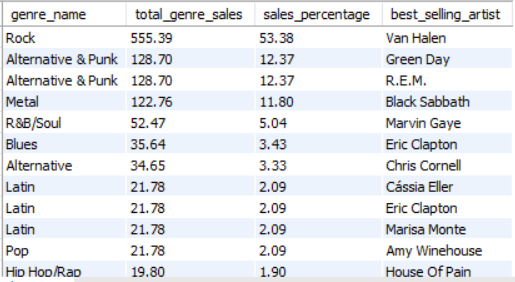 genre_name total_genre_sales sales_percentage best_selling_artist
Rock 555.39 53.38 Van Halen
Alternative & Punk 128.70 12.37 Green Day
Alternative & Punk 128.70 12.37 R.E.M.
Metal 122.76 11.80 Black Sabbath
R&B/Soul 52.47 5.04 Marvin Gaye
Blues 35.64 3.43 Eric Clapton
Alternative 34.65 3.33 Chris Cornell
Latin 21.78 2.09 Cássia Eller
Latin 21.78 2.09 Eric Clapton
Latin 21.78 2.09 Marisa Monte
Pop 21.78 2.09 Amy Winehouse
Hip Hop/Rap 19.80 1.90 House Of Pain